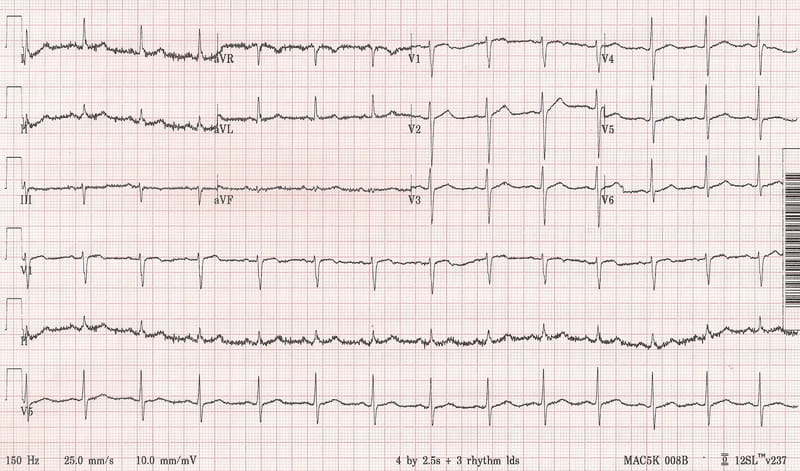 I aVR V1 V4
II aVL V2 V5
III aVF V3 V6
V1
II
V5
150 Hz 25.0 mm/s 10.0 mm/mV 4 by 2.5s + 3 rhythm lds MAC5K 008B 12SL™ v237